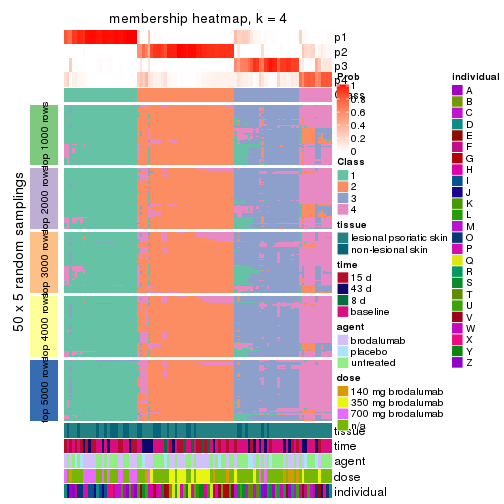 membership heatmap, k = 4
p1
p2
p3
p4
Class
50 x 5 random samplings
top 1000 rows
top 2000 rows
top 3000 rows
top 4000 rows
top 5000 rows
tissue
time
agent
dose
individual
Prob
1
0.8
0.6
0.4
0.2
0
Class
1
2
3
4
tissue
lesional psoriatic skin
non-lesional skin
time
15 d
43 d
8 d
baseline
agent
brodalumab
placebo
untreated
dose
140 mg brodalumab
350 mg brodalumab
700 mg brodalumab
n/a
individual
A
B
C
D
E
F
G
H
I
J
K
L
M
O
P
Q
R
S
T
U
V
W
X
Y
Z